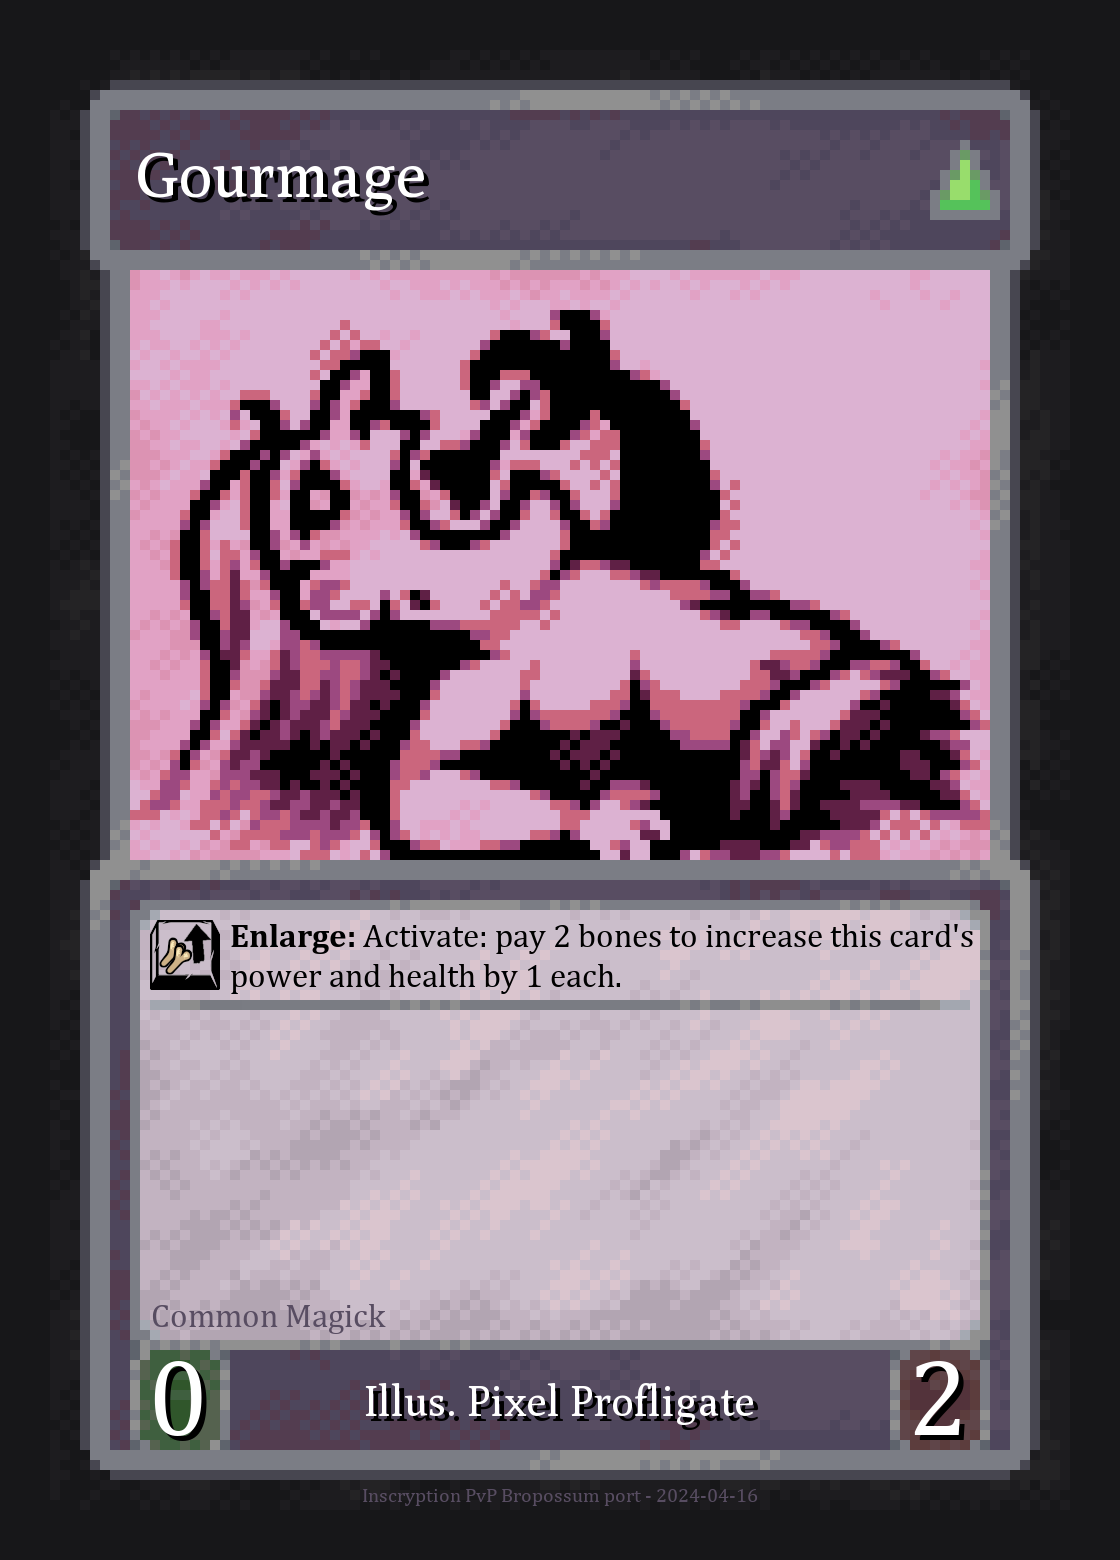 Gourmage
Enlarge: Activate: pay 2 bones to increase this card's
power and health by 1 each.
Common Magick
0
Illus. Pixel Profligate
2
Inscryption PvP Bropossum port - 2024-04-16